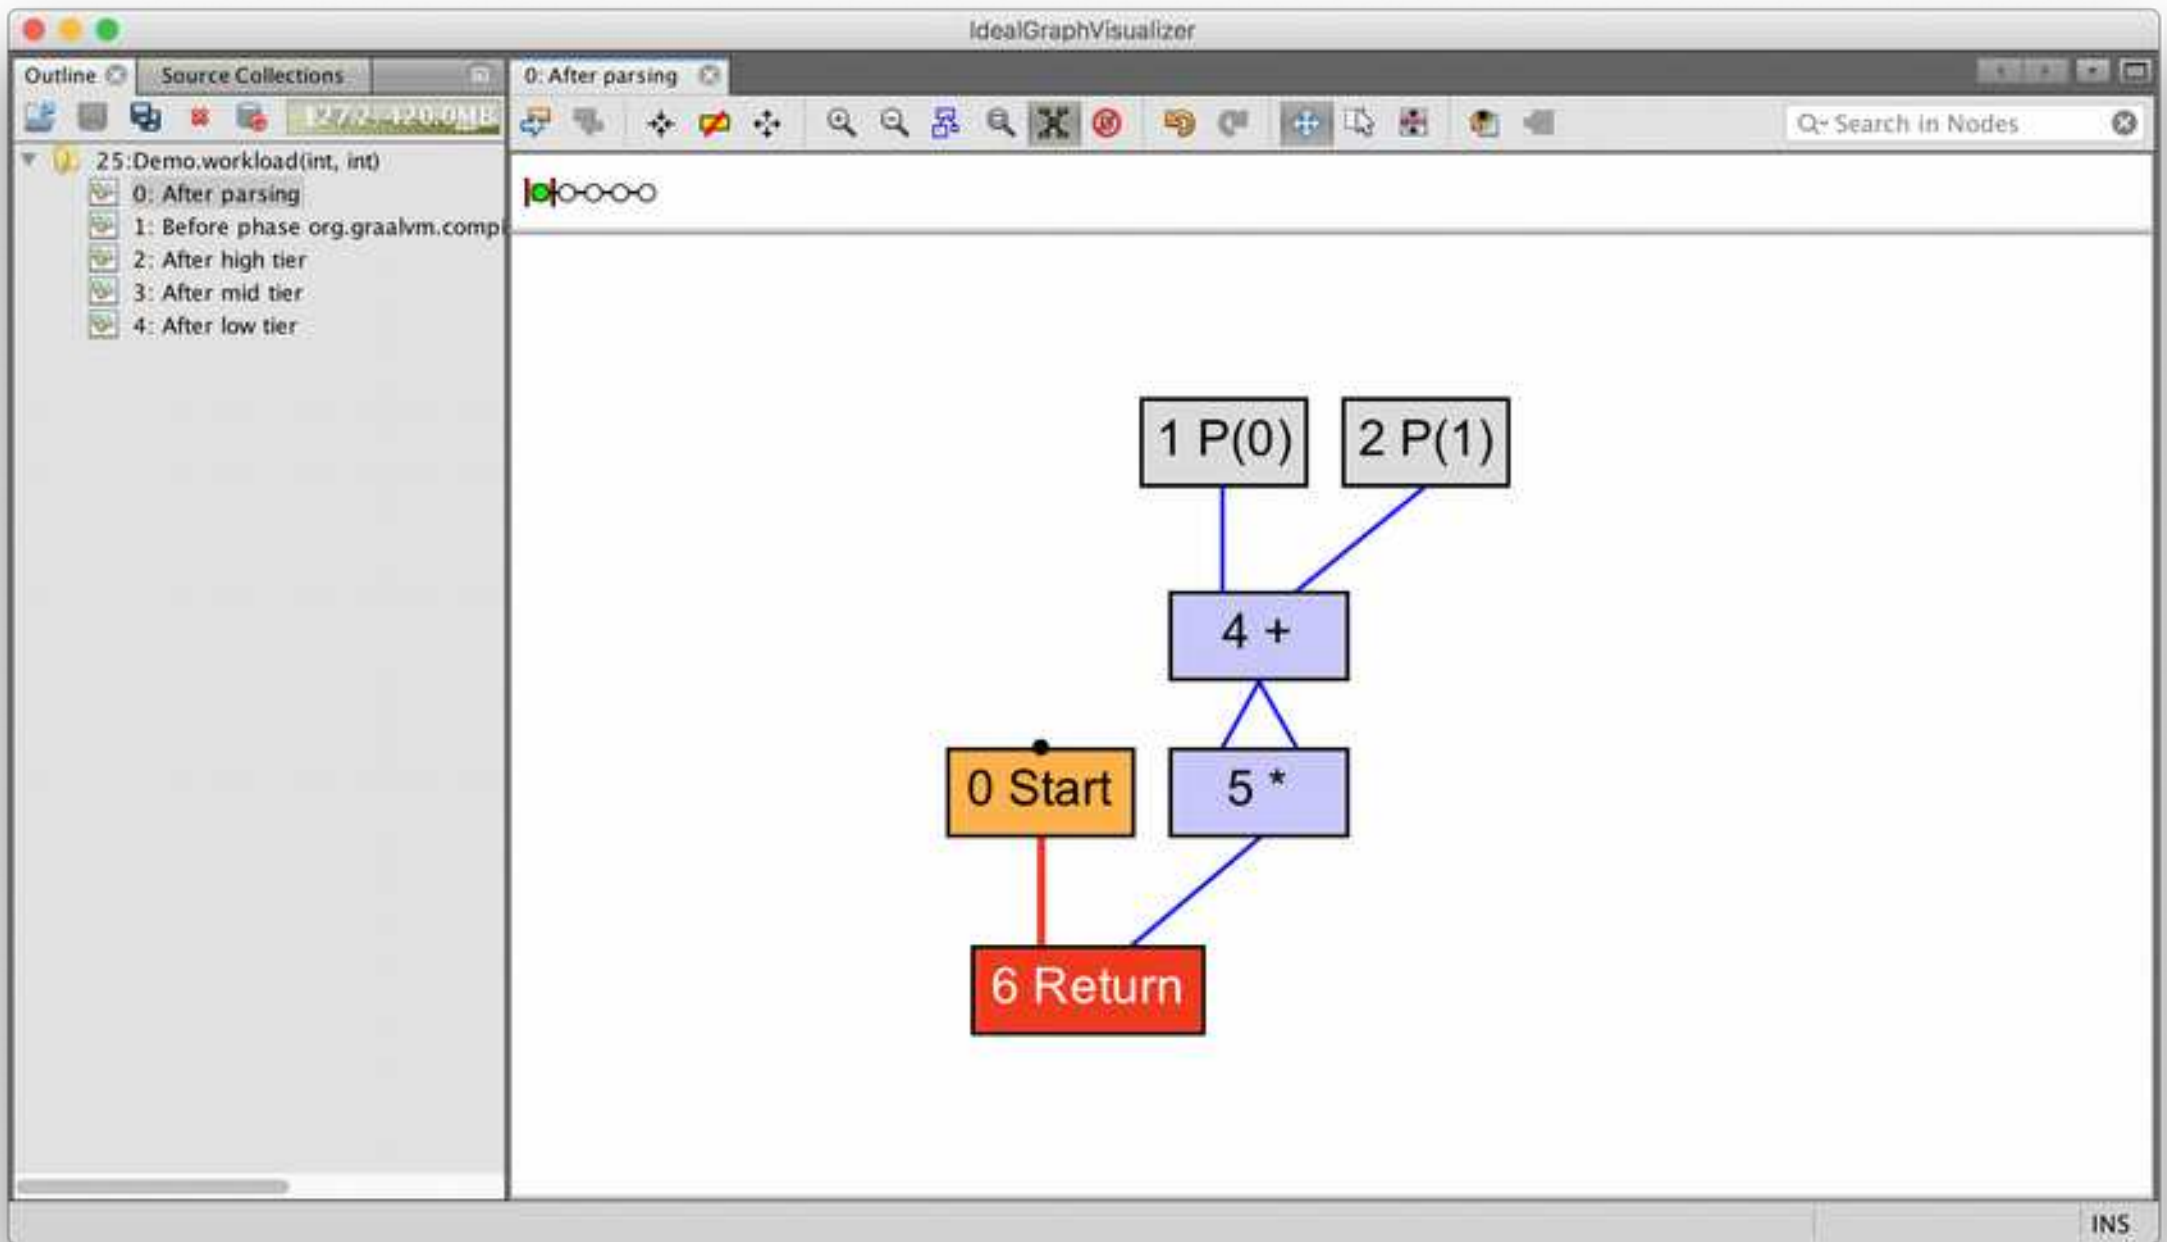 IdealGraphVisualizer
Outline
Source Collections
0: After parsing
Search in Nodes
25:Demo.workload(int, int)
0: After parsing
1: Before phase org.graalvm.compi
2: After high tier
3: After mid tier
4: After low tier
1 P(0)
2 P(1)
4 +
0 Start
5 *
6 Return
INS